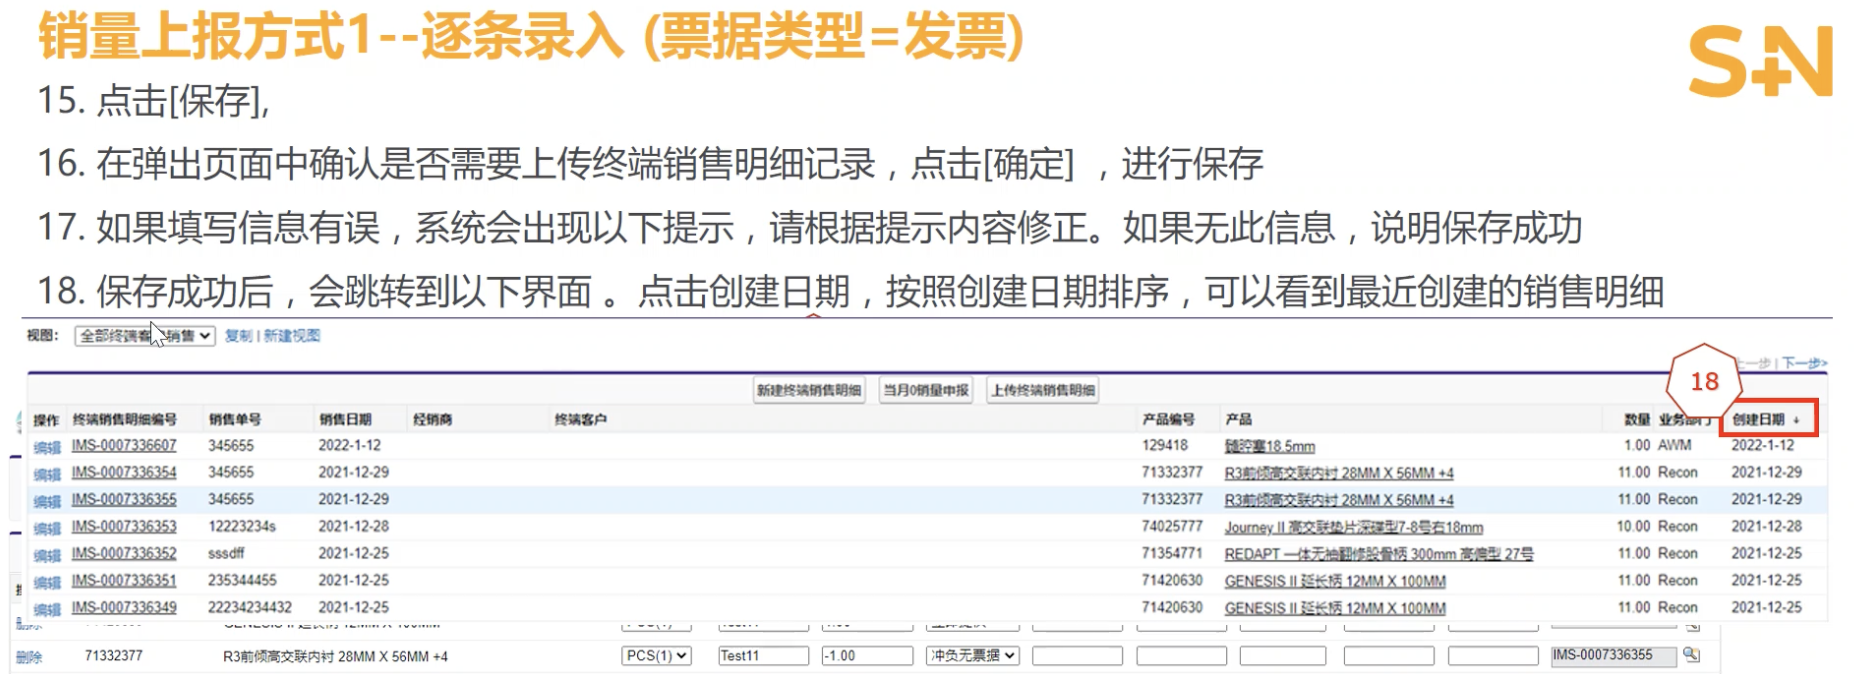 销量上报方式1--逐条录入 (票据类型=发票)
S+N
15. 点击[保存],
16. 在弹出页面中确认是否需要上传终端销售明细记录，点击[确定] ，进行保存
17. 如果填写信息有误，系统会出现以下提示，请根据提示内容修正。如果无此信息，说明保存成功
18. 保存成功后，会跳转到以下界面 。点击创建日期，按照创建日期排序，可以看到最近创建的销售明细
视图： 全部终端客 销售 复制 | 新建视图
18
上一步 | 下一步>
新建终端销售明细 当月0销量申报 上传终端销售明细
操作 终端销售明细编号 销售单号 销售日期 经销商 终端客户 产品编号 产品 数量 业务部门 创建日期 ↓
编辑 IMS-0007336607 345655 2022-1-12 129418 髓腔塞18.5mm 1.00 AWM 2022-1-12
编辑 IMS-0007336354 345655 2021-12-29 71332377 R3前倾高交联内衬 28MM X 56MM +4 11.00 Recon 2021-12-29
编辑 IMS-0007336355 345655 2021-12-29 71332377 R3前倾高交联内衬 28MM X 56MM +4 11.00 Recon 2021-12-29
编辑 IMS-0007336353 12223234s 2021-12-28 74025777 Journey II 高交联垫片深碟型7-8号右18mm 10.00 Recon 2021-12-28
编辑 IMS-0007336352 sssdff 2021-12-25 71354771 REDAPT 一体无袖翻修股骨柄 300mm 高偏型 27号 11.00 Recon 2021-12-25
编辑 IMS-0007336351 235344455 2021-12-25 71420630 GENESIS II 延长柄 12MM X 100MM 11.00 Recon 2021-12-25
编辑 IMS-0007336349 22234234432 2021-12-25 71420630 GENESIS II 延长柄 12MM X 100MM 11.00 Recon 2021-12-25
删除 71332377 R3前倾高交联内衬 28MM X 56MM +4 PCS(1) Test11 -1.00 冲负无票据 IMS-0007336355